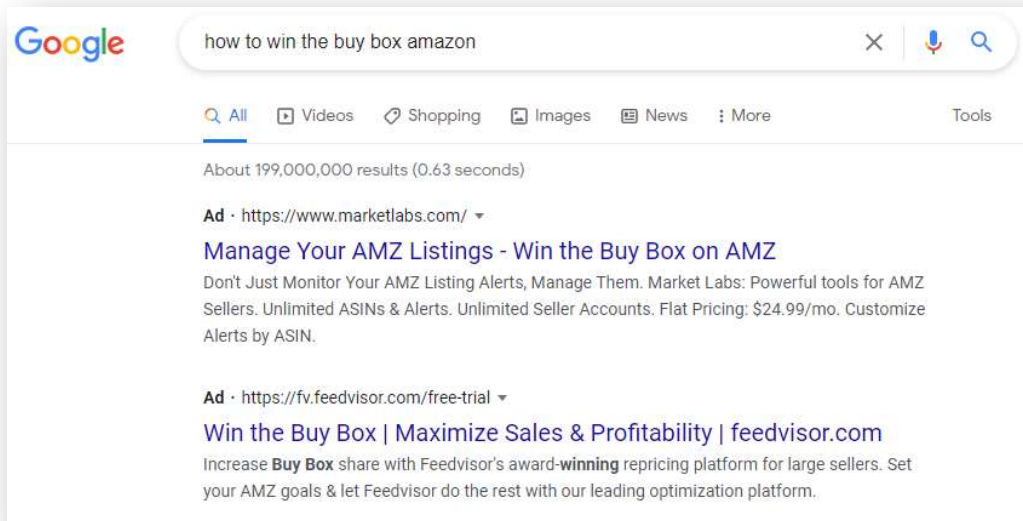 Google
how to win the buy box amazon
All Videos Shopping Images News More Tools
About 199,000,000 results (0.63 seconds)
Ad · https://www.marketlabs.com/
Manage Your AMZ Listings - Win the Buy Box on AMZ
Don't Just Monitor Your AMZ Listing Alerts, Manage Them. Market Labs: Powerful tools for AMZ
Sellers. Unlimited ASINs & Alerts. Unlimited Seller Accounts. Flat Pricing: $24.99/mo. Customize
Alerts by ASIN.
Ad · https://fv.feedvisor.com/free-trial
Win the Buy Box | Maximize Sales & Profitability | feedvisor.com
Increase Buy Box share with Feedvisor's award-winning repricing platform for large sellers. Set
your AMZ goals & let Feedvisor do the rest with our leading optimization platform.